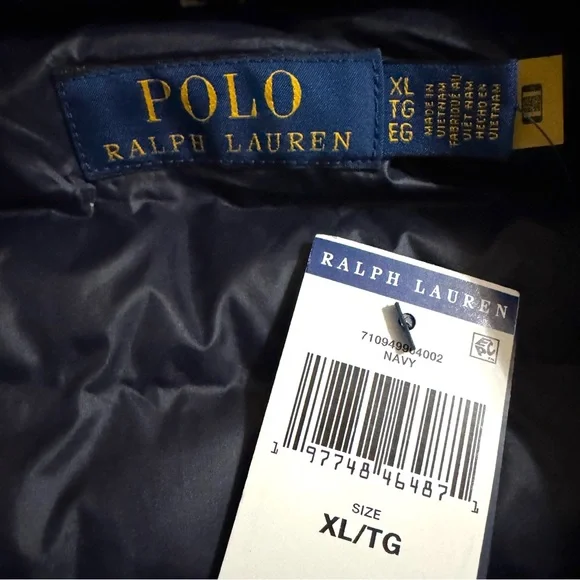 POLO
RALPH LAUREN
XL
TG
EG
MADE IN
VIETNAM
FABRIQUÉ AU
VIET NAM
HECHO EN
VIETNAM
RALPH LAUREN
710949964002
NAVY
1 97748 46487 1
SIZE
XL/TG